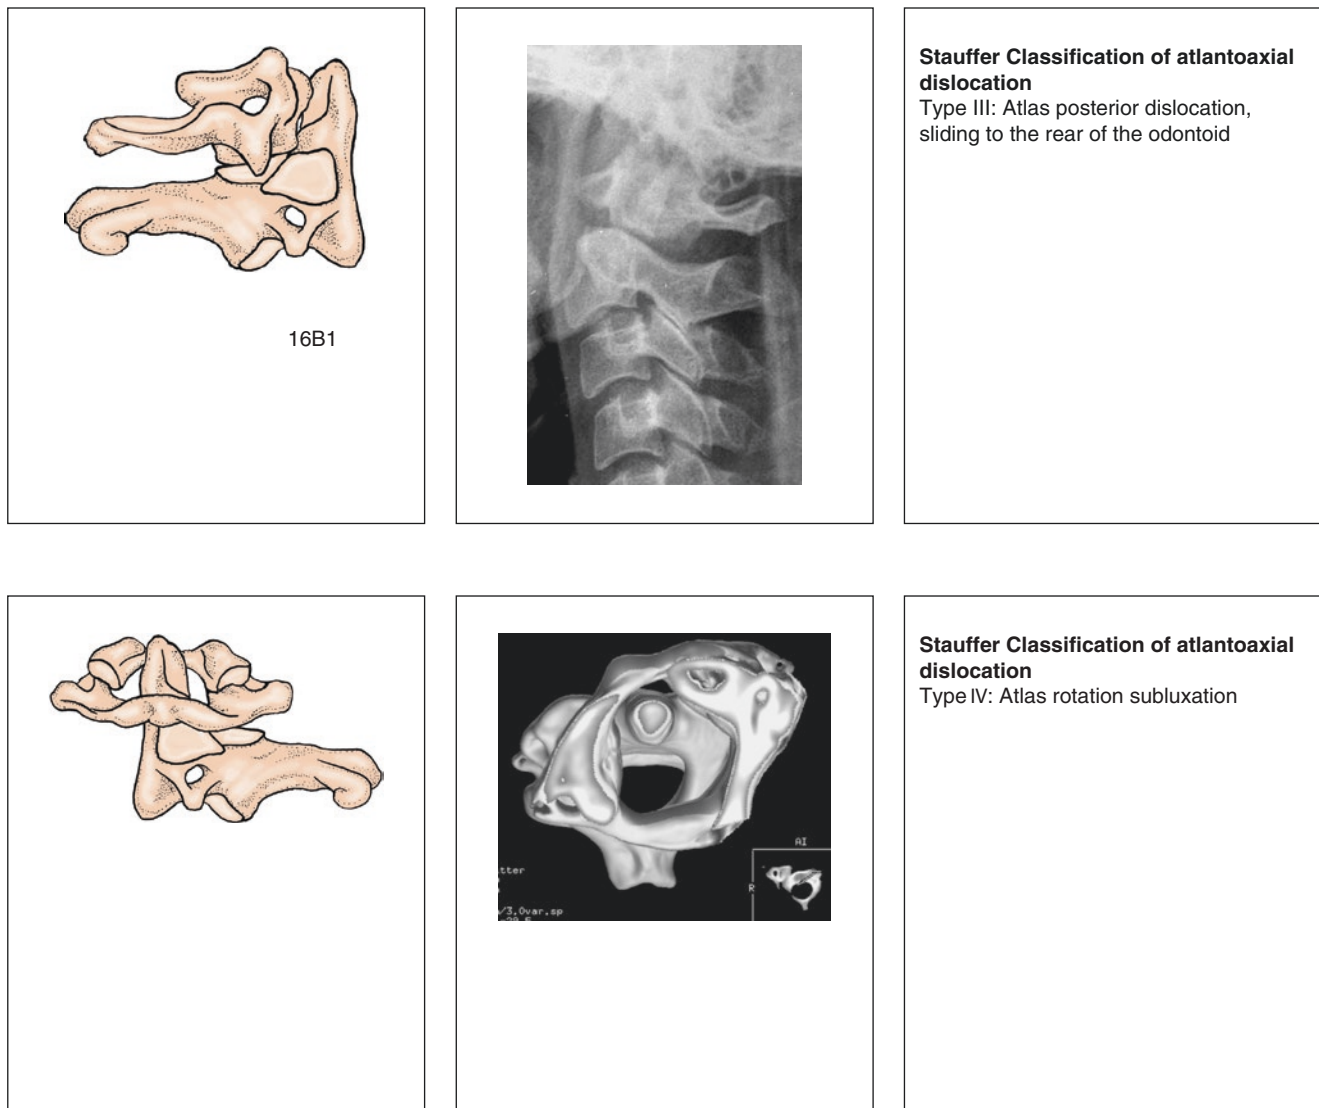 Stauffer Classification of atlantoaxial
dislocation
Type III: Atlas posterior dislocation,
sliding to the rear of the odontoid
16B1
Stauffer Classification of atlantoaxial
dislocation
Type IV: Atlas rotation subluxation
AI
R
tter
/3.Ovar.sp